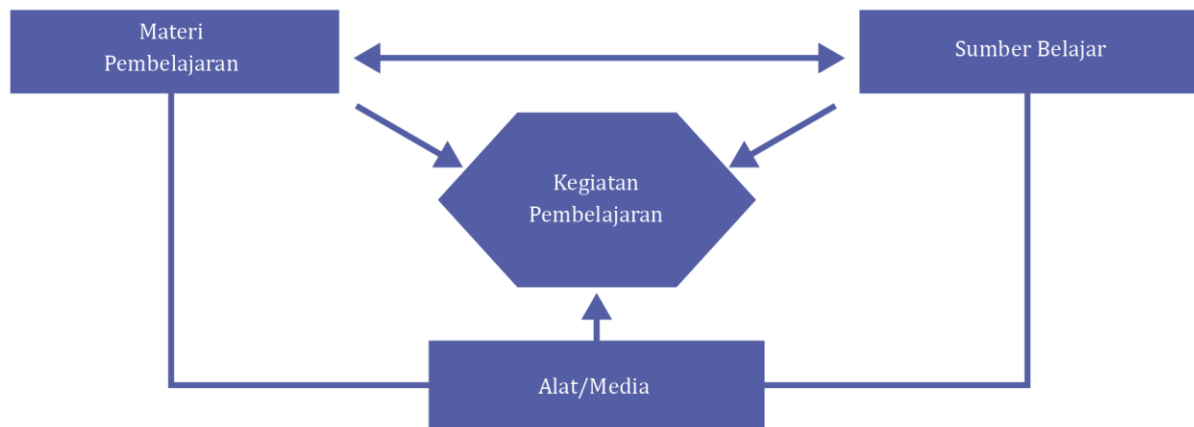 Materi
Pembelajaran
Sumber Belajar
Kegiatan
Pembelajaran
Alat/Media